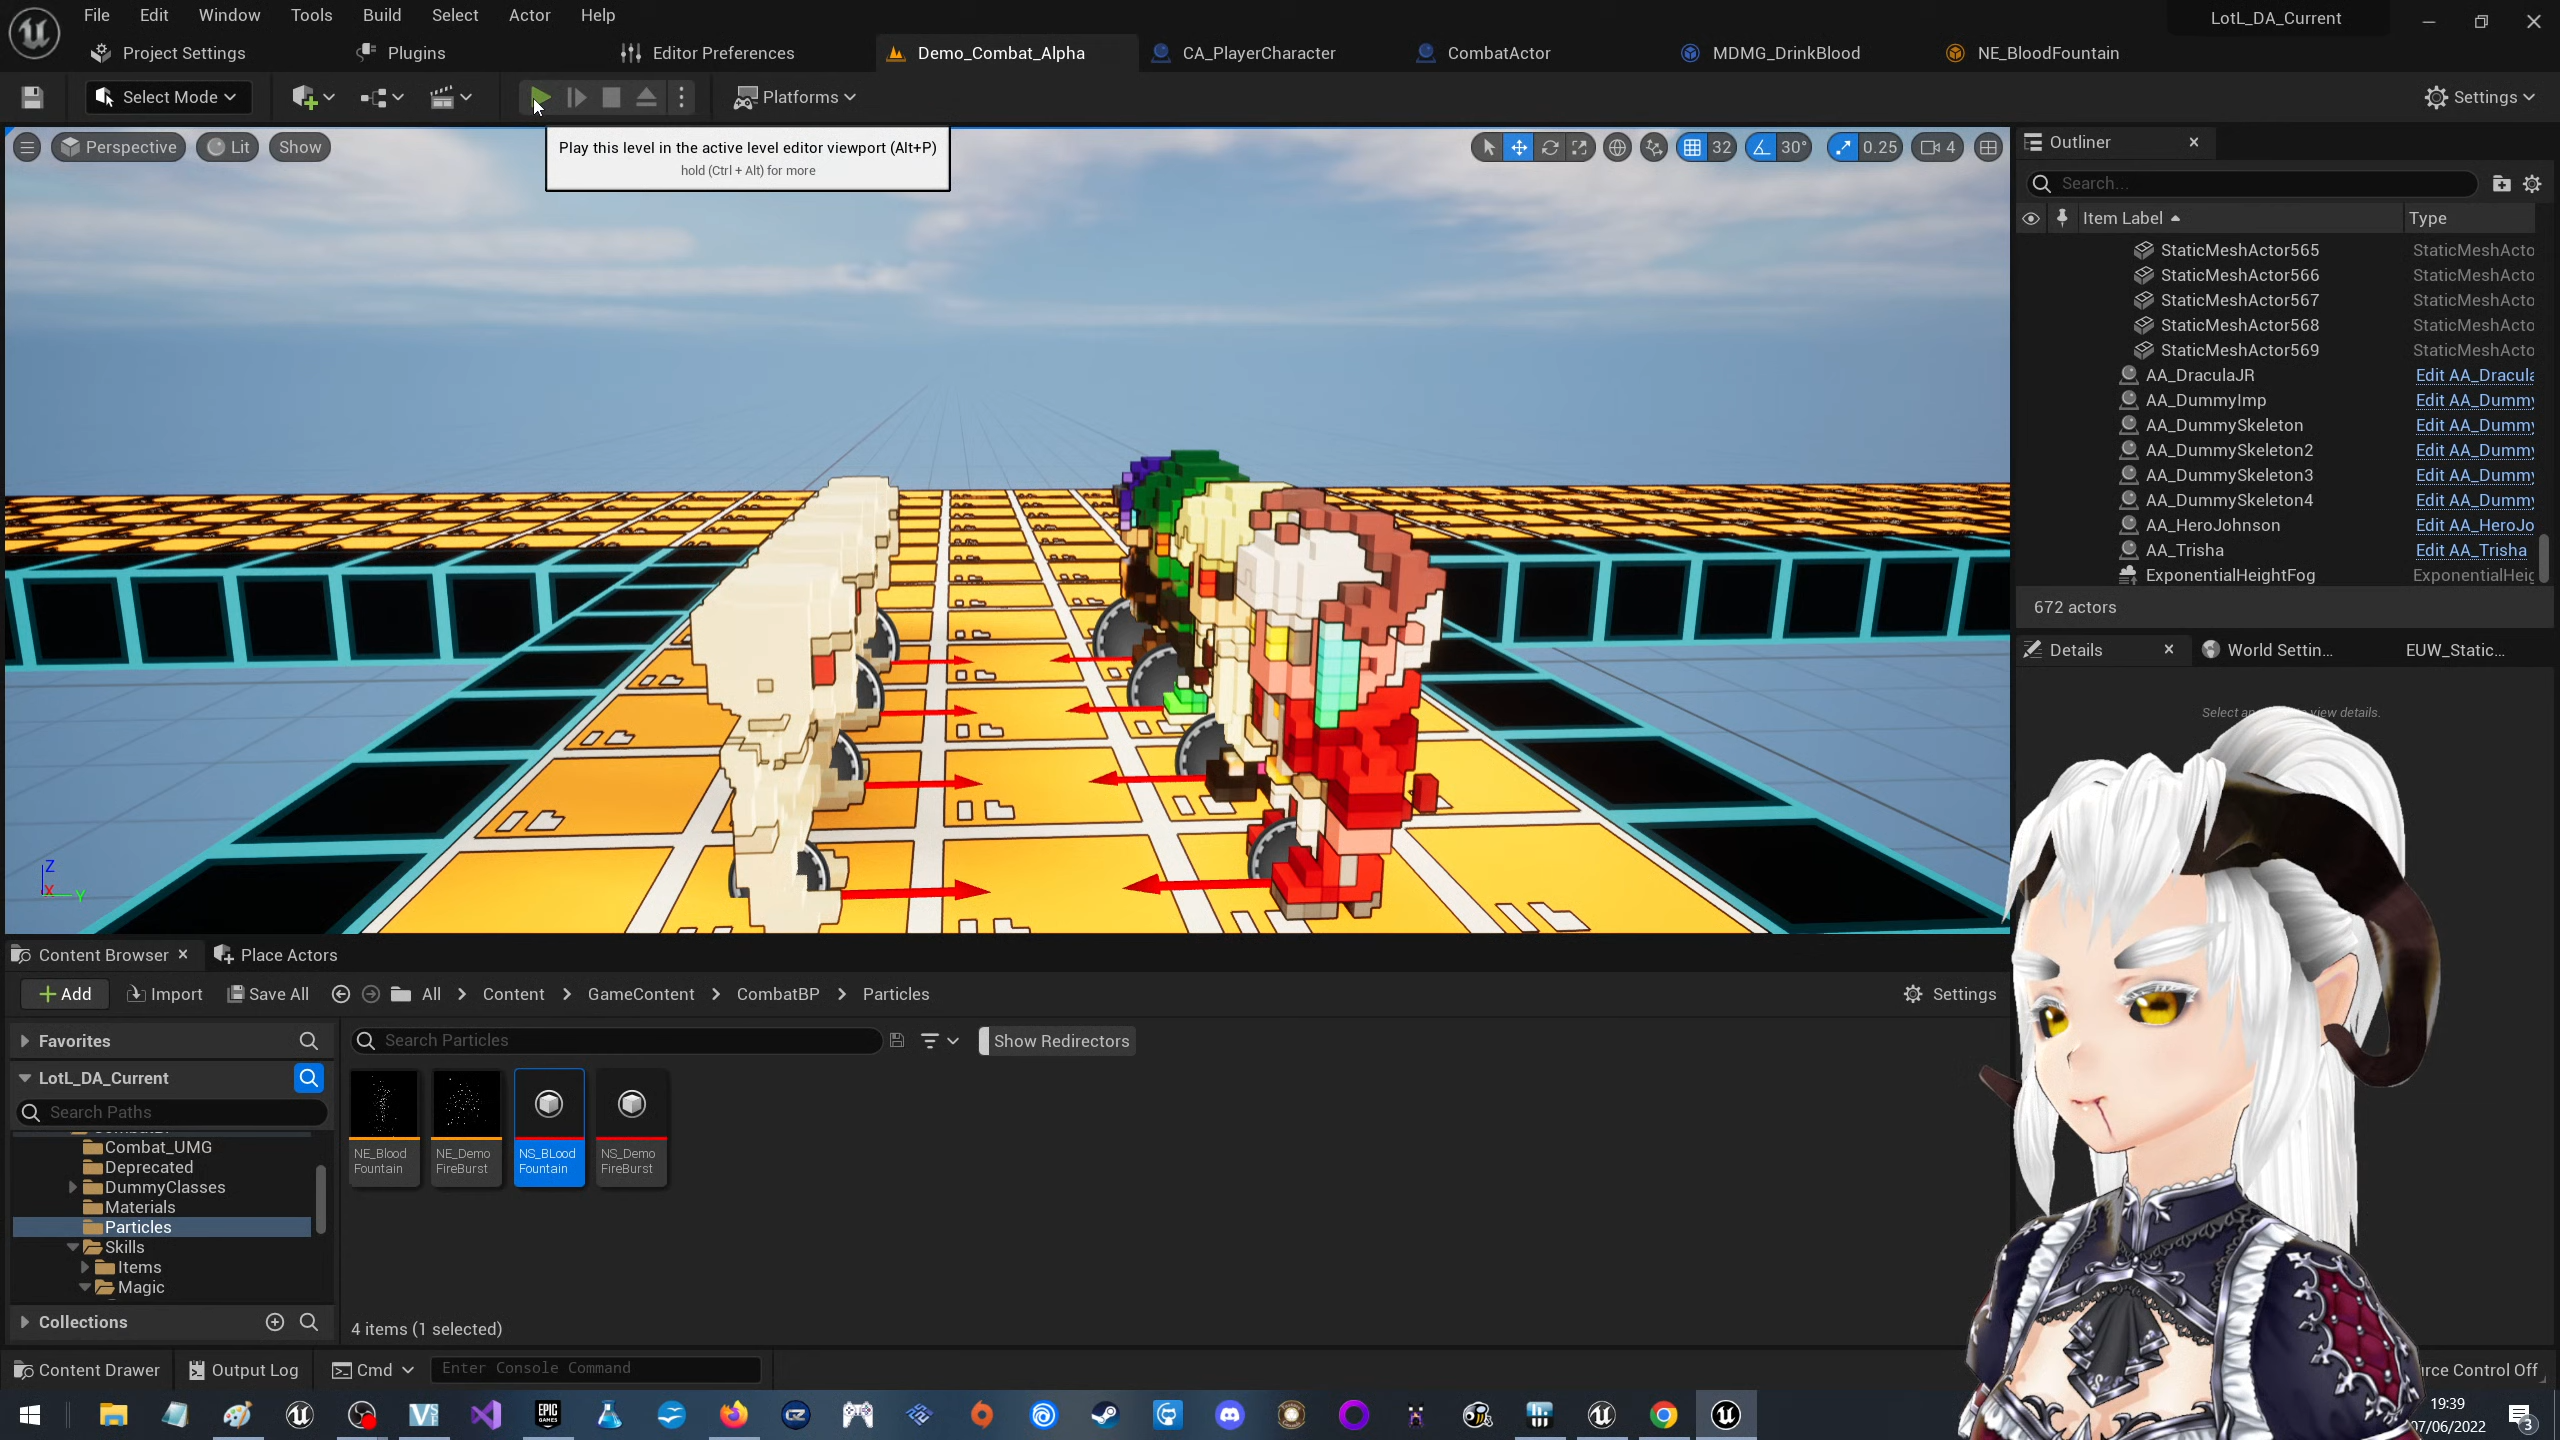 File Edit Window Tools Build Select Actor Help
LotL_DA_Current
Project Settings Plugins Editor Preferences Demo_Combat_Alpha CA_PlayerCharacter CombatActor MDMG_DrinkBlood NE_BloodFountain
Select Mode Platforms Settings
Play this level in the active level editor viewport (Alt+P)
hold (Ctrl + Alt) for more
Perspective Lit Show 32 30° 0.25 4
Outliner
Search...
Item Label Type
StaticMeshActor565 StaticMeshActo
StaticMeshActor566 StaticMeshActo
StaticMeshActor567 StaticMeshActo
StaticMeshActor568 StaticMeshActo
StaticMeshActor569 StaticMeshActo
AA_DraculaJR Edit AA_Dracula
AA_DummyImp Edit AA_Dummy
AA_DummySkeleton Edit AA_Dummy
AA_DummySkeleton2 Edit AA_Dummy
AA_DummySkeleton3 Edit AA_Dummy
AA_DummySkeleton4 Edit AA_Dummy
AA_HeroJohnson Edit AA_HeroJo
AA_Trisha Edit AA_Trisha
ExponentialHeightFog ExponentialHeig
672 actors
Details World Settin... EUW_Static...
Select an view details.
Z
X
Y
Content Browser Place Actors
Add Import Save All All Content GameContent CombatBP Particles Settings
Favorites
Search Particles
Show Redirectors
LotL_DA_Current
Search Paths
Combat_UMG
Deprecated
DummyClasses
Materials
Particles
Skills
Items
Magic
NE_Blood
Fountain
NE_Demo
FireBurst
NS_BLood
Fountain
NS_Demo
FireBurst
Collections
4 items (1 selected)
Content Drawer Output Log Cmd Enter Console Command
rce Control Off
EPIC
GAMES
19:39
07/06/2022
3